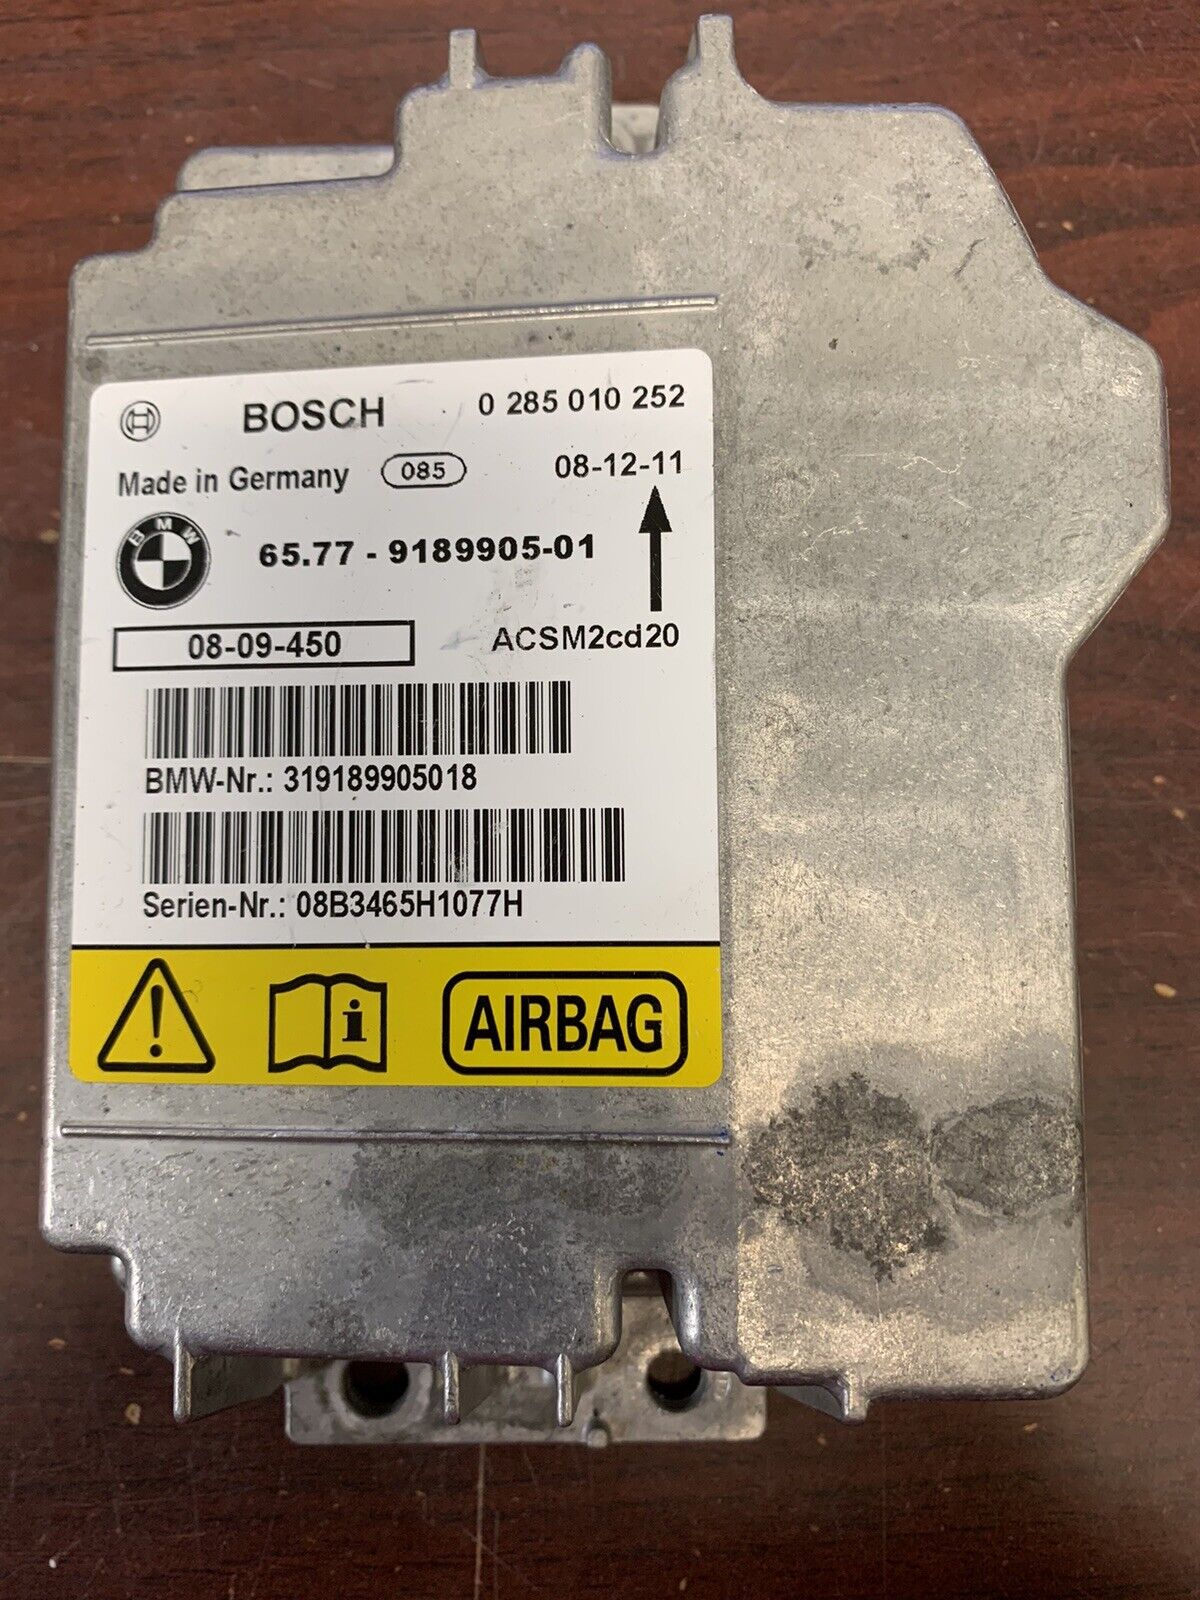 BOSCH 0 285 010 252
Made in Germany 085 08-12-11
BMW 65.77 - 9189905-01
08-09-450 ACSM2cd20
BMW-Nr.: 319189905018
Serien-Nr.: 08B3465H1077H
AIRBAG